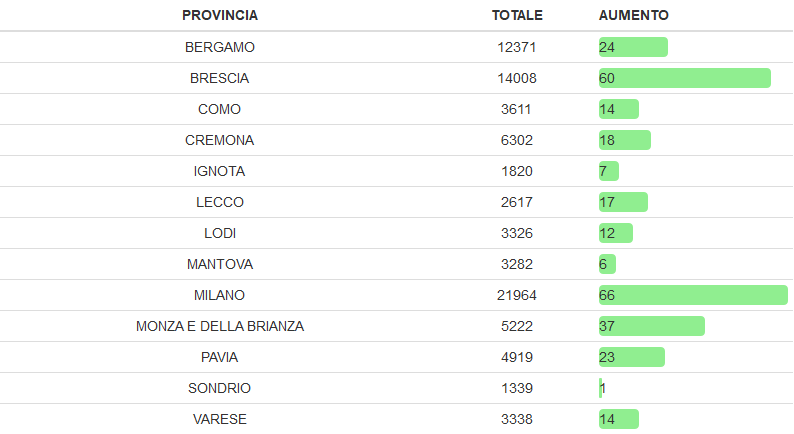 PROVINCIA TOTALE AUMENTO
BERGAMO 12371 24
BRESCIA 14008 60
COMO 3611 14
CREMONA 6302 18
IGNOTA 1820 7
LECCO 2617 17
LODI 3326 12
MANTOVA 3282 6
MILANO 21964 66
MONZA E DELLA BRIANZA 5222 37
PAVIA 4919 23
SONDRIO 1339 1
VARESE 3338 14